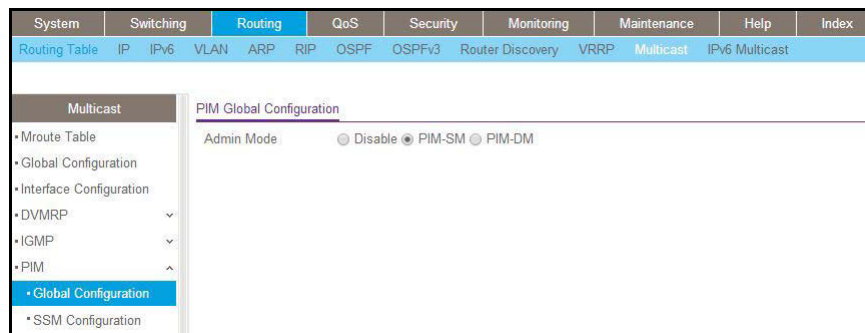 System Switching Routing QoS Security Monitoring Maintenance Help Index
Routing Table IP IPv6 VLAN ARP RIP OSPF OSPFv3 Router Discovery VRRP Multicast IPv6 Multicast
Multicast
Mroute Table
Global Configuration
Interface Configuration
DVMRP
IGMP
PIM
Global Configuration
SSM Configuration
PIM Global Configuration
Admin Mode Disable PIM-SM PIM-DM